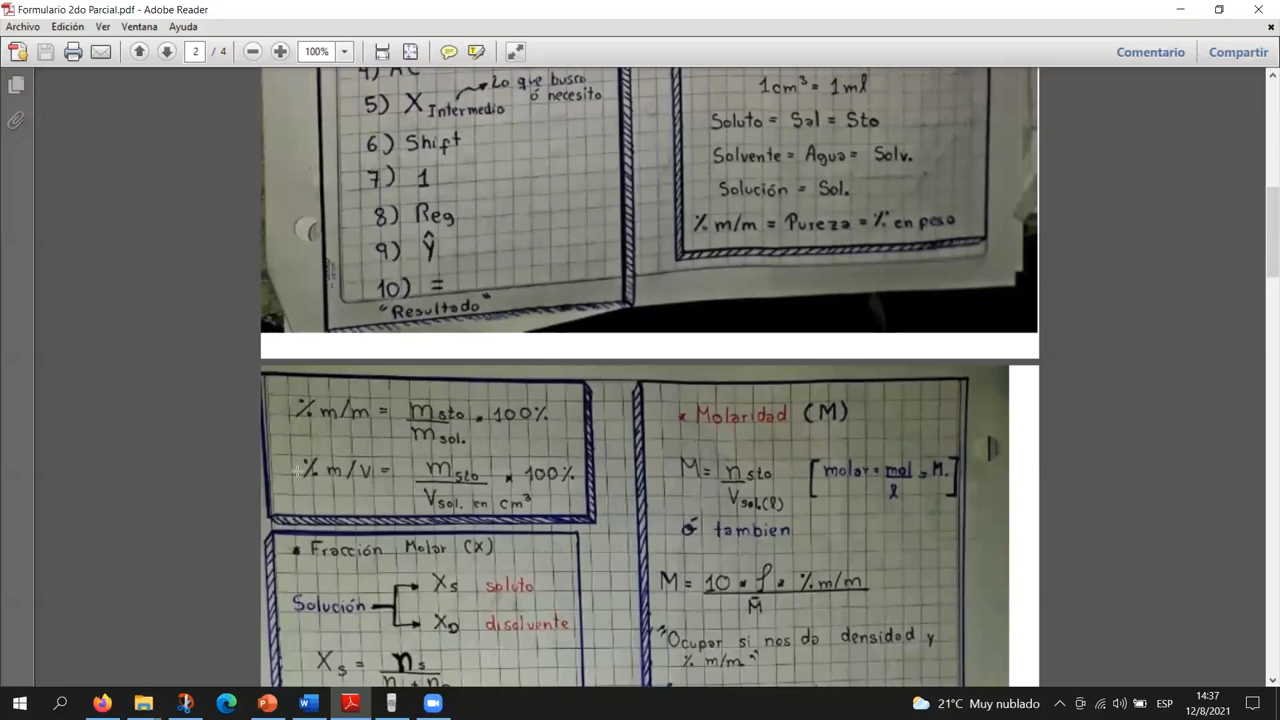 Formulario 2do Parcial.pdf - Adobe Reader
Archivo Edición Ver Ventana Ayuda
2 / 4 100% Comentario Compartir
4) AC
5) X Intermedio → Lo que busco
ó necesito
6) Shift
7) 1
8) Reg
9) Ŷ
10) =
"Resultado"
1cm³ = 1ml
Soluto = Sal = Sto
Solvente = Agua = Solv.
Solución = Sol.
% m/m = Pureza = % en peso
% m/m = m sto / m sol. * 100%
% m/v = m sto / V sol. en cm³ * 100%
* Fracción Molar (X)
Solución → Xs soluto
→ XD disolvente
Xs = ns
* Molaridad (M)
M = n sto / V sol.(l) [molar = mol/l = M.]
ó tambien
M = 10 * ρ * % m/m / M̄
"Ocupar si nos da densidad y
% m/m"
21°C Muy nublado ESP 14:37
12/8/2021